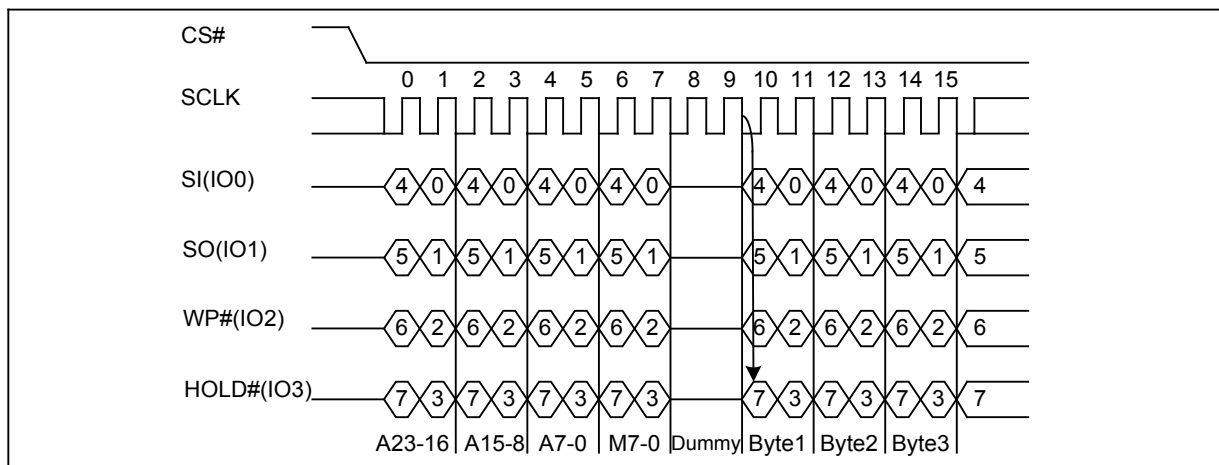 CS#
0 1 2 3 4 5 6 7 8 9 10 11 12 13 14 15
SCLK
SI(IO0) 4 0 4 0 4 0 4 0 4 0 4 0 4 0 4
SO(IO1) 5 1 5 1 5 1 5 1 5 1 5 1 5 1 5
WP#(IO2) 6 2 6 2 6 2 6 2 6 2 6 2 6 2 6
HOLD#(IO3) 7 3 7 3 7 3 7 3 7 3 7 3 7 3 7
A23-16 A15-8 A7-0 M7-0 Dummy Byte1 Byte2 Byte3